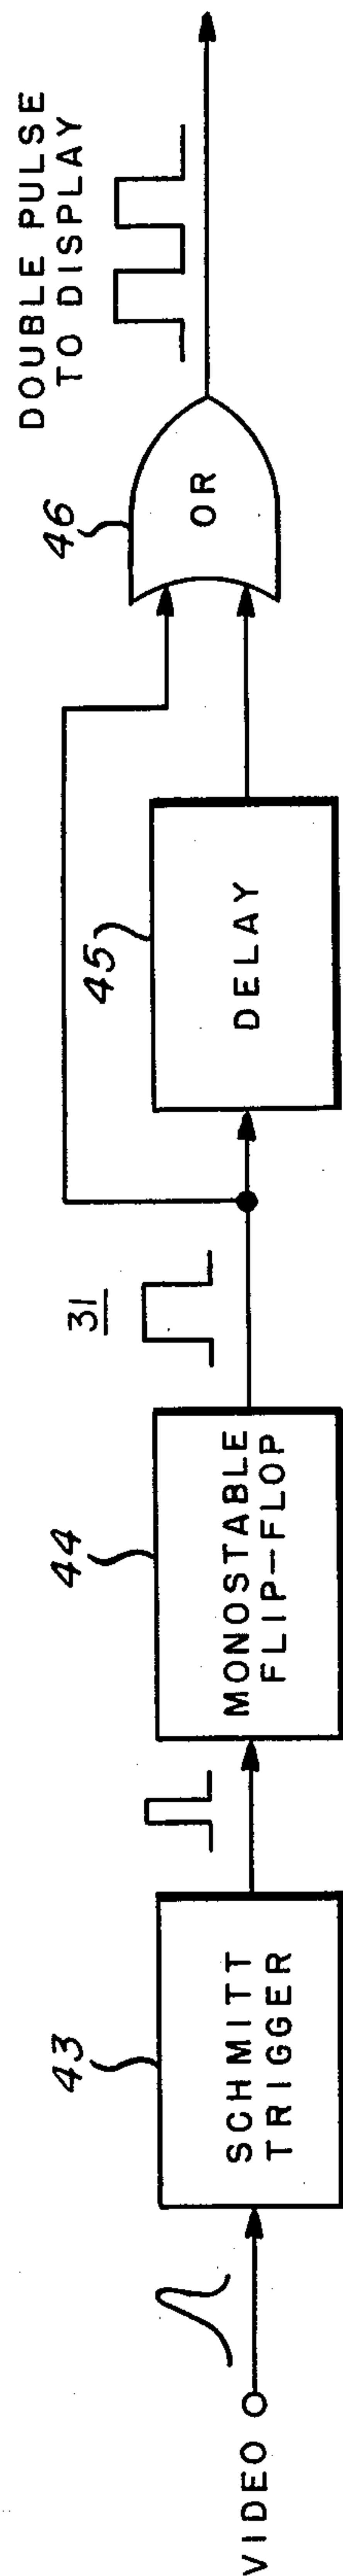 VIDEO
43
SCHMITT
TRIGGER
44
MONOSTABLE
FLIP-FLOP
31
45
DELAY
46
OR
DOUBLE PULSE
TO DISPLAY